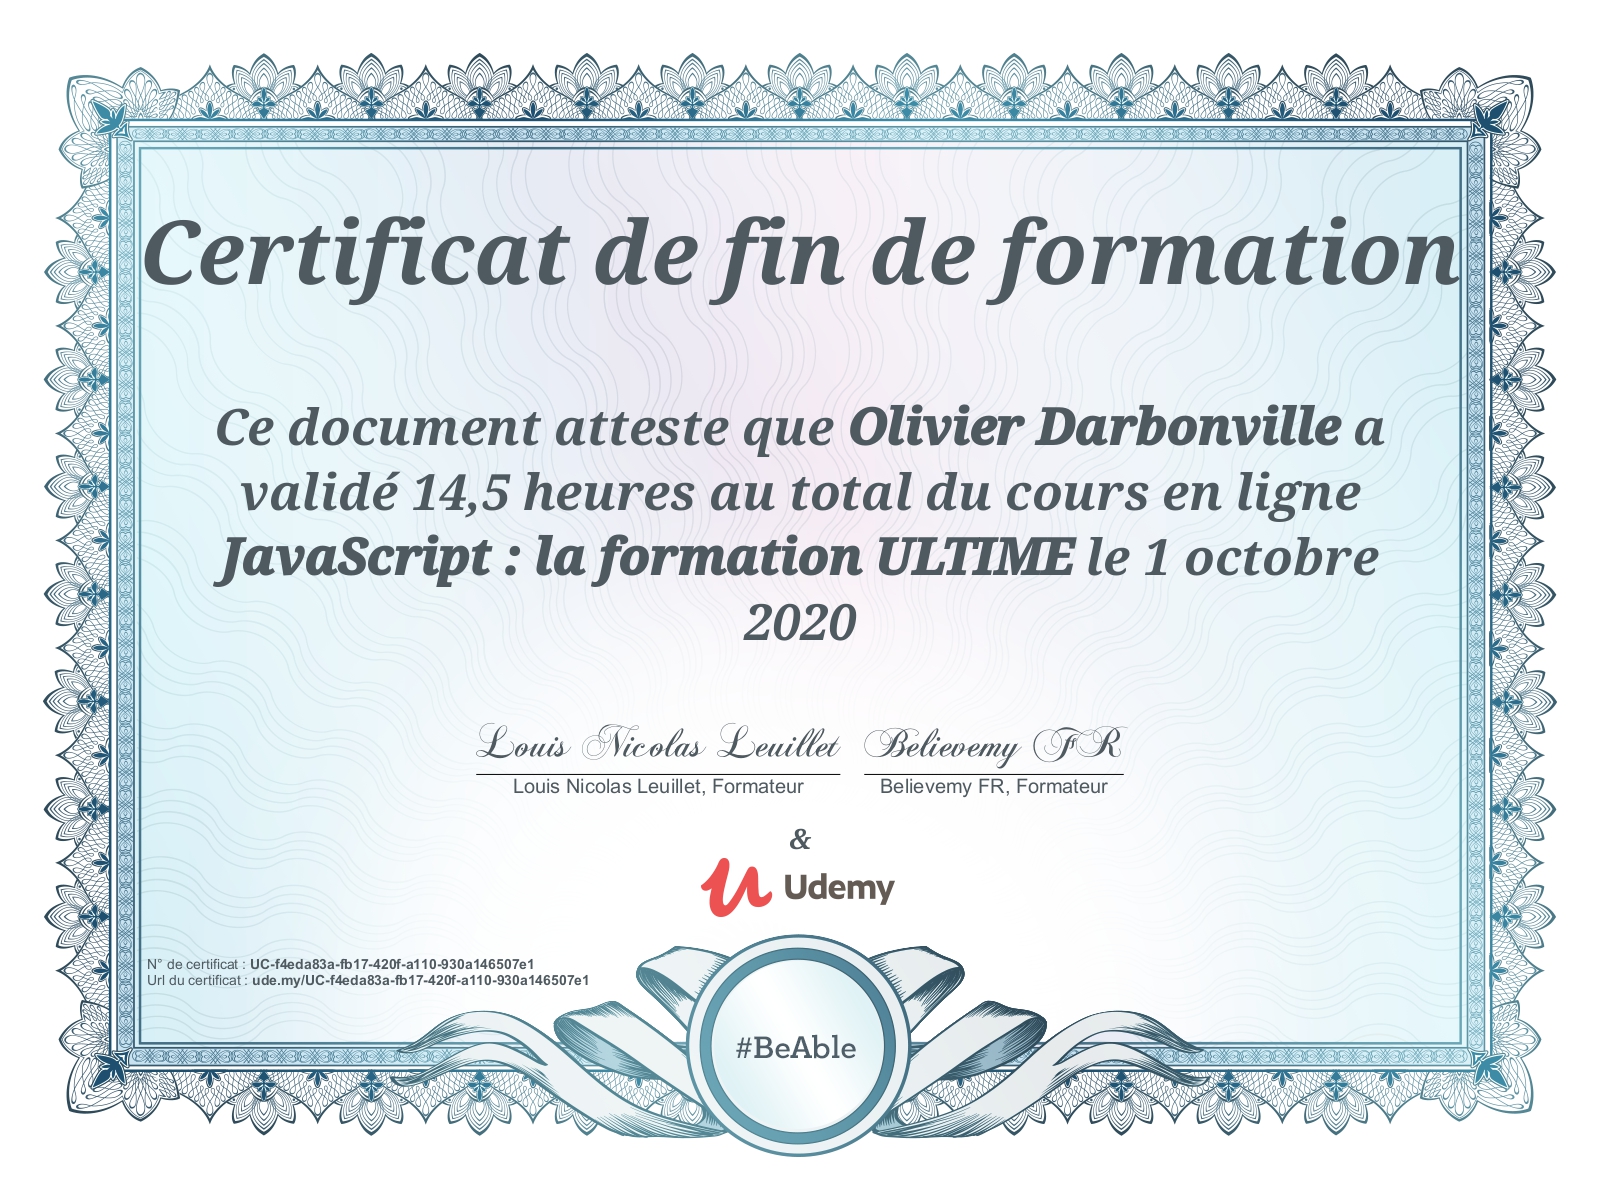 Certificat de fin de formation
Ce document atteste que Olivier Darbonville a
validé 14,5 heures au total du cours en ligne
JavaScript : la formation ULTIME le 1 octobre
2020
Louis Nicolas Leuillet Believemy FR
Louis Nicolas Leuillet, Formateur Believemy FR, Formateur
&
Udemy
N° de certificat : UC-f4eda83a-fb17-420f-a110-930a146507e1
Url du certificat : ude.my/UC-f4eda83a-fb17-420f-a110-930a146507e1
#BeAble